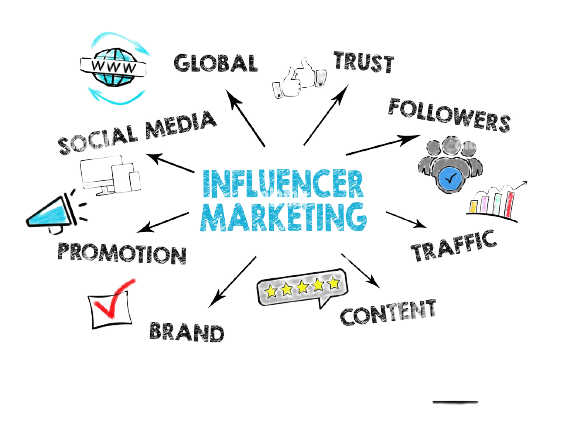 WWW
GLOBAL
TRUST
FOLLOWERS
SOCIAL MEDIA
INFLUENCER
MARKETING
PROMOTION
TRAFFIC
BRAND
CONTENT